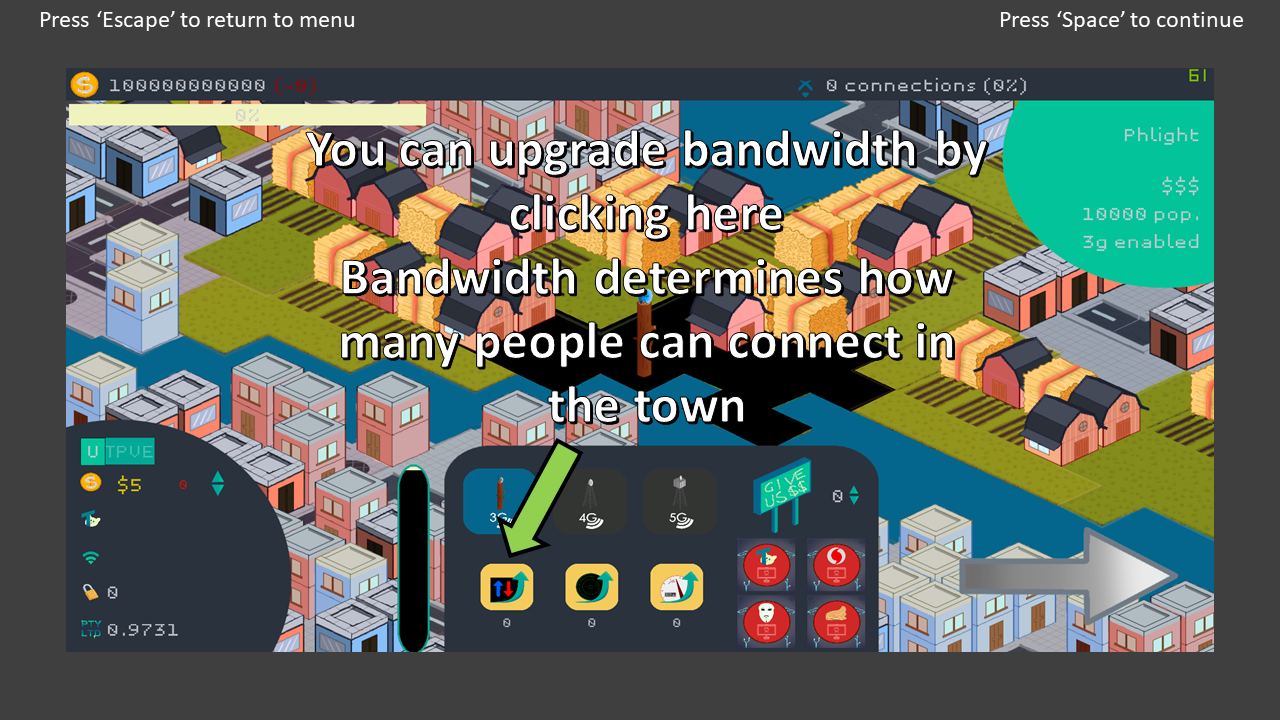 Press ‘Escape’ to return to menu
Press ‘Space’ to continue
100000000000 (-0)
0 connections (0%)
61
0%
Phlight
$$$
10000 pop.
3g enabled
You can upgrade bandwidth by
clicking here
Bandwidth determines how
many people can connect in
the town
U TPVE
$5 0
0
PTY LTD 0.9731
3G
4G
5G
GIVE
US $$
0
0
0
0